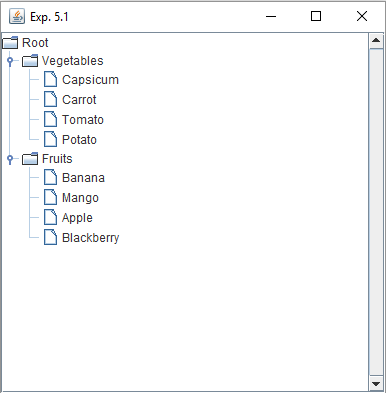 Exp. 5.1
Root
Vegetables
Capsicum
Carrot
Tomato
Potato
Fruits
Banana
Mango
Apple
Blackberry